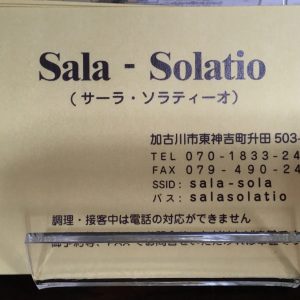 Sala - Solatio
(サーラ・ソラティーオ)
加古川市東神吉町升田 503-
TEL 070-1833-24
FAX 079-490-24
SSID: sala-sola
パス: salasolatio
調理・接客中は電話の対応ができません